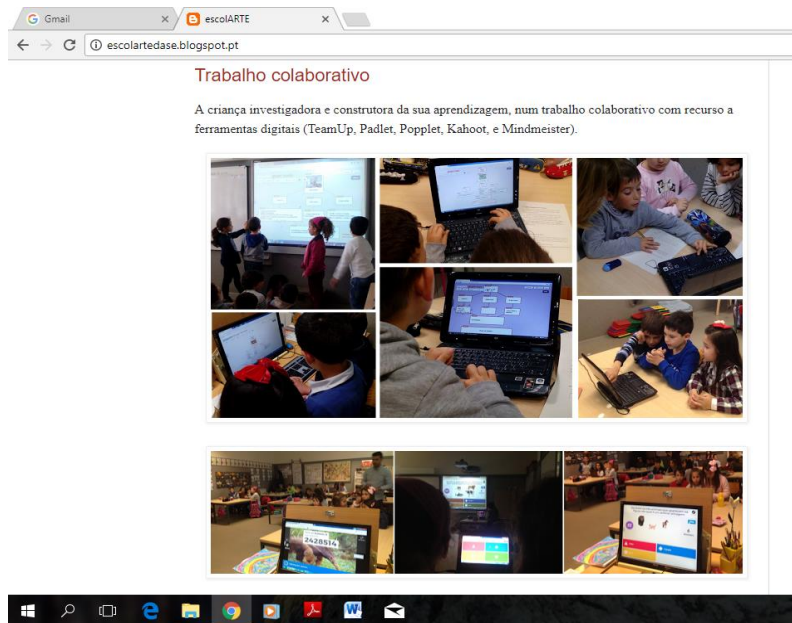 Gmail
escolARTE
escolartedase.blogspot.pt
Trabalho colaborativo
A criança investigadora e construtora da sua aprendizagem, num trabalho colaborativo com recurso a
ferramentas digitais (TeamUp, Padlet, Popplet, Kahoot, e Mindmeister).
2428514